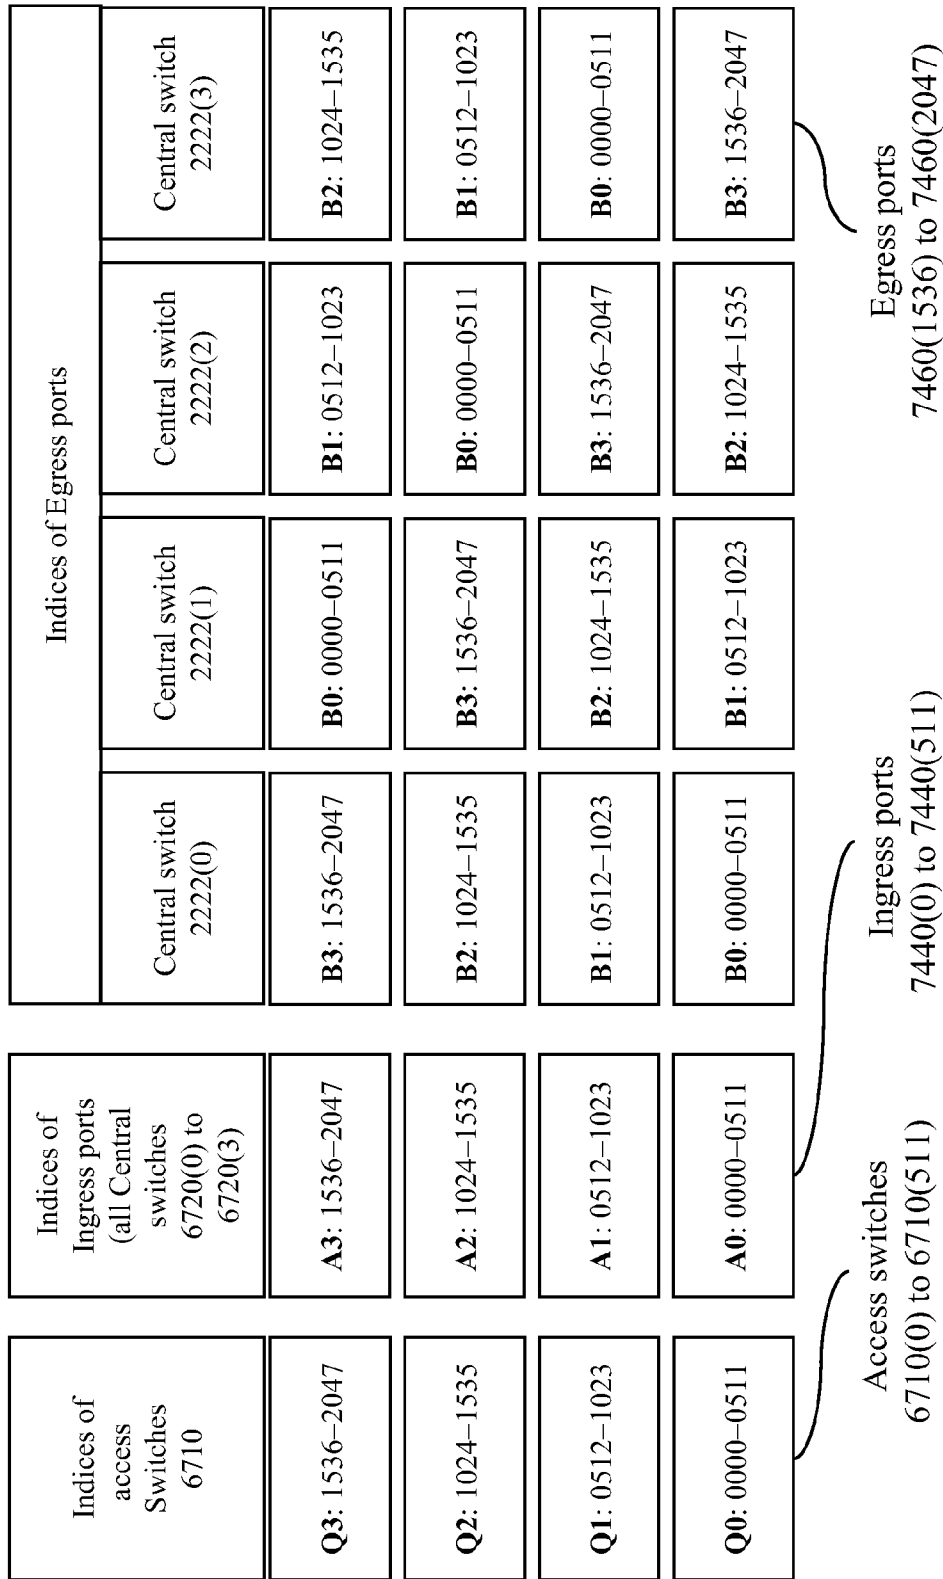 Indices of
access
Switches
6710
Indices of
Ingress ports
(all Central
switches
6720(0) to
6720(3)
Indices of Egress ports
Central switch
2222(0)
Central switch
2222(1)
Central switch
2222(2)
Central switch
2222(3)
Q3: 1536–2047
A3: 1536–2047
B3: 1536–2047
B0: 0000–0511
B1: 0512–1023
B2: 1024–1535
Q2: 1024–1535
A2: 1024–1535
B2: 1024–1535
B3: 1536–2047
B0: 0000–0511
B1: 0512–1023
Q1: 0512–1023
A1: 0512–1023
B1: 0512–1023
B2: 1024–1535
B3: 1536–2047
B0: 0000–0511
Q0: 0000–0511
A0: 0000–0511
B0: 0000–0511
B1: 0512–1023
B2: 1024–1535
B3: 1536–2047
Access switches
6710(0) to 6710(511)
Ingress ports
7440(0) to 7440(511)
Egress ports
7460(1536) to 7460(2047)